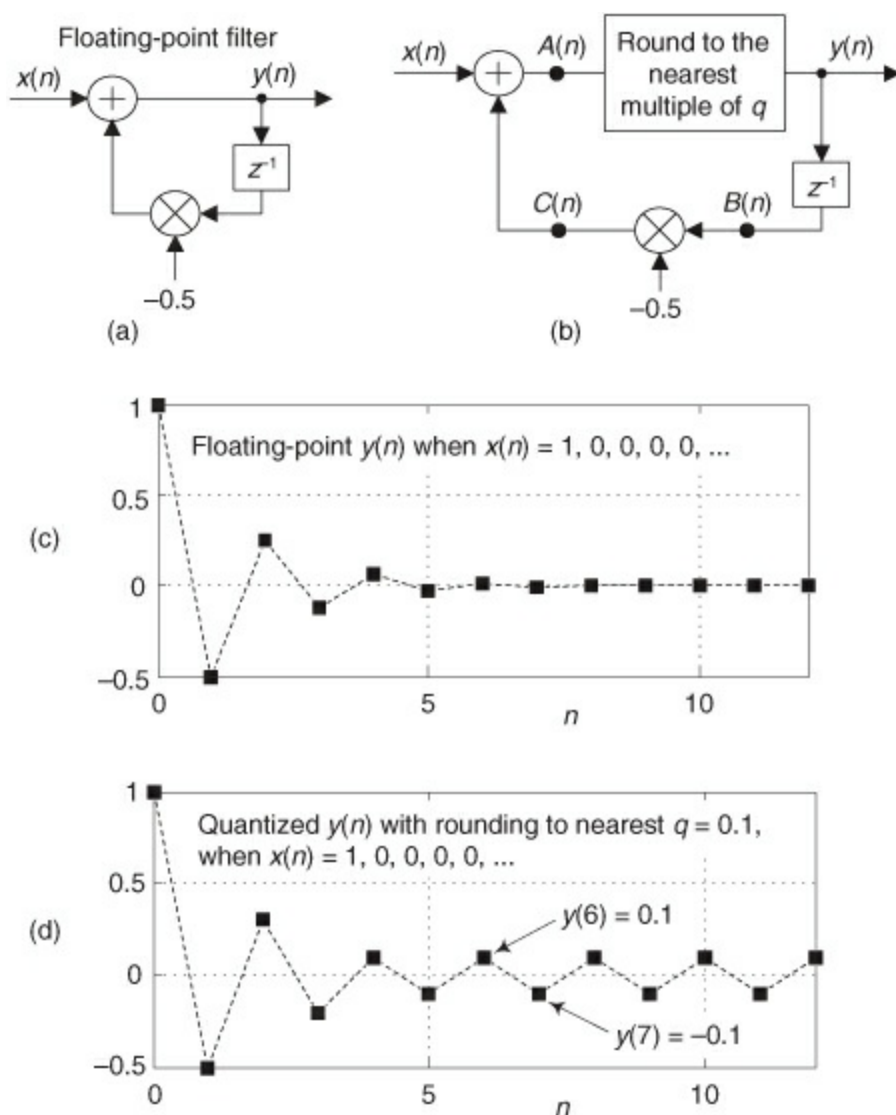 Floating-point filter
x(n)
y(n)
+
z⁻¹
–0.5
(a)
x(n)
+
A(n)
Round to the
nearest
multiple of q
y(n)
z⁻¹
C(n)
B(n)
–0.5
(b)
(c)
1
0.5
0
–0.5
Floating-point y(n) when x(n) = 1, 0, 0, 0, 0, ...
0
5
10
n
(d)
1
0.5
0
–0.5
Quantized y(n) with rounding to nearest q = 0.1,
when x(n) = 1, 0, 0, 0, 0, ...
y(6) = 0.1
y(7) = –0.1
0
5
10
n